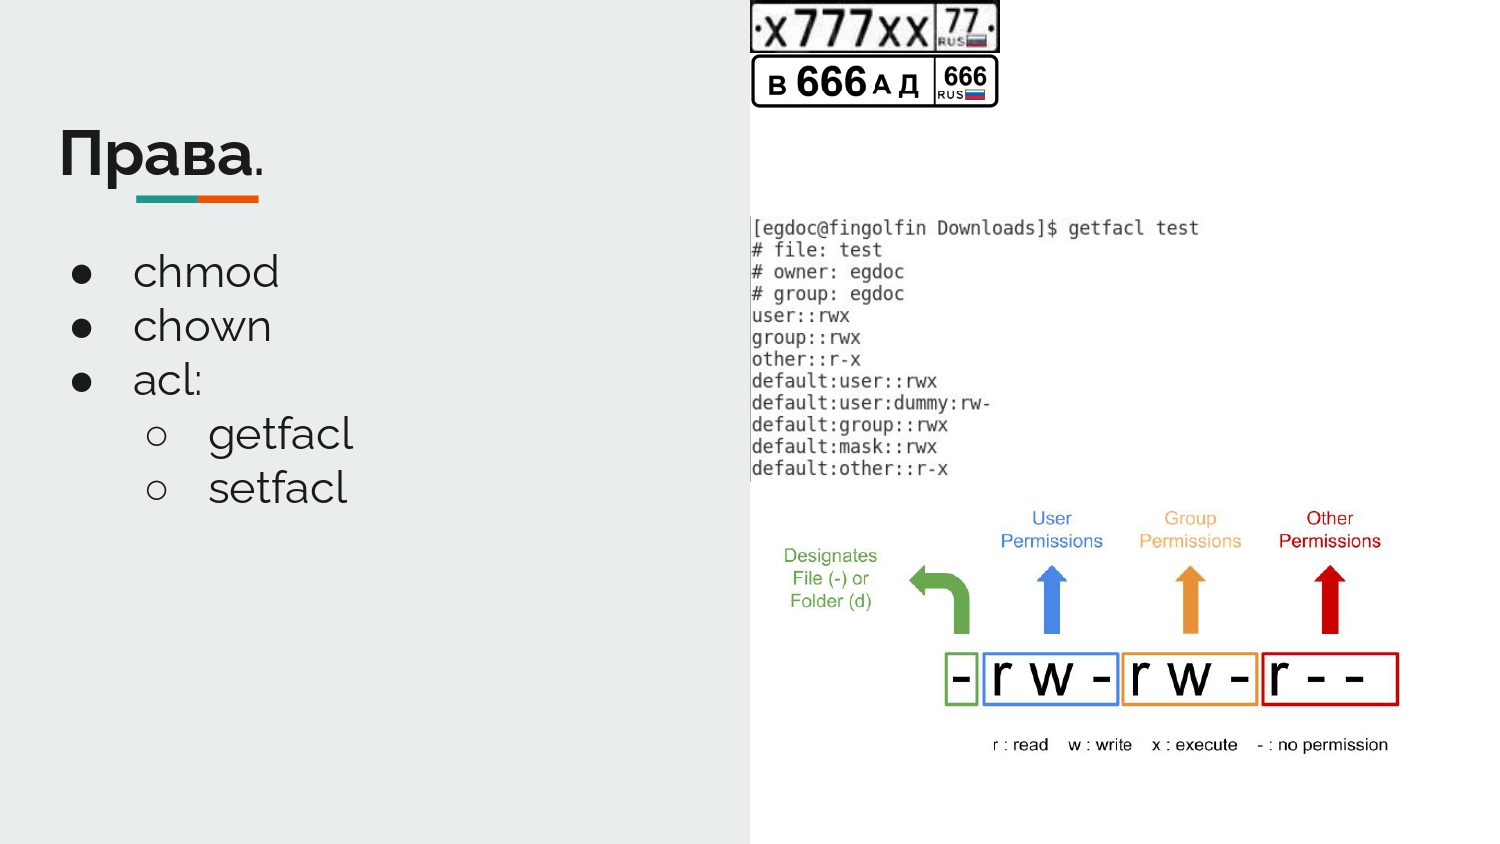 Права.
● chmod
● chown
● acl:
○ getfacl
○ setfacl
х777хх 77
RUS
В 666 А Д 666
RUS
[egdoc@fingolfin Downloads]$ getfacl test
# file: test
# owner: egdoc
# group: egdoc
user::rwx
group::rwx
other::r-x
default:user::rwx
default:user:dummy:rw-
default:group::rwx
default:mask::rwx
default:other::r-x
Designates
File (-) or
Folder (d)
User
Permissions
Group
Permissions
Other
Permissions
- r w - r w - r - -
r : read w : write x : execute - : no permission